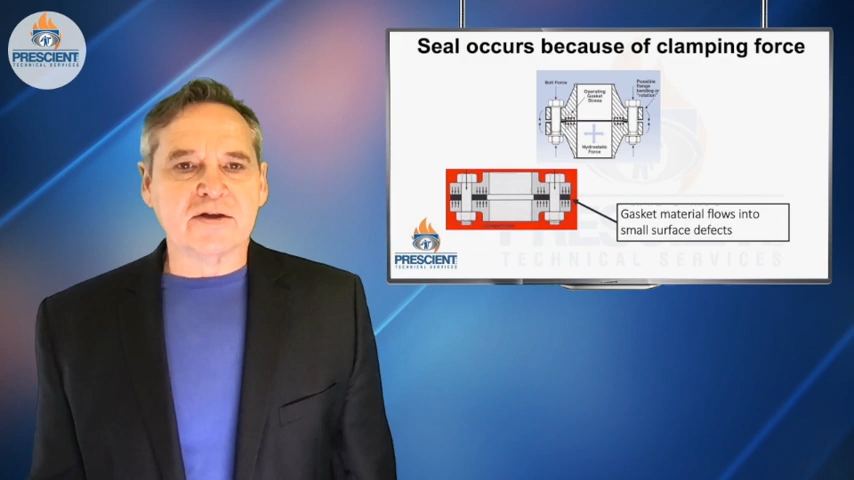 PRESCIENT
TECHNICAL SERVICES
Seal occurs because of clamping force
Bolt Force
Operating
Gasket
Stress
Possible
flange
bending or
"rotation"
Hydrostatic
Force
Gasket material flows into
small surface defects
PRESCIENT
TECHNICAL SERVICES
TECHNICAL SERVICES